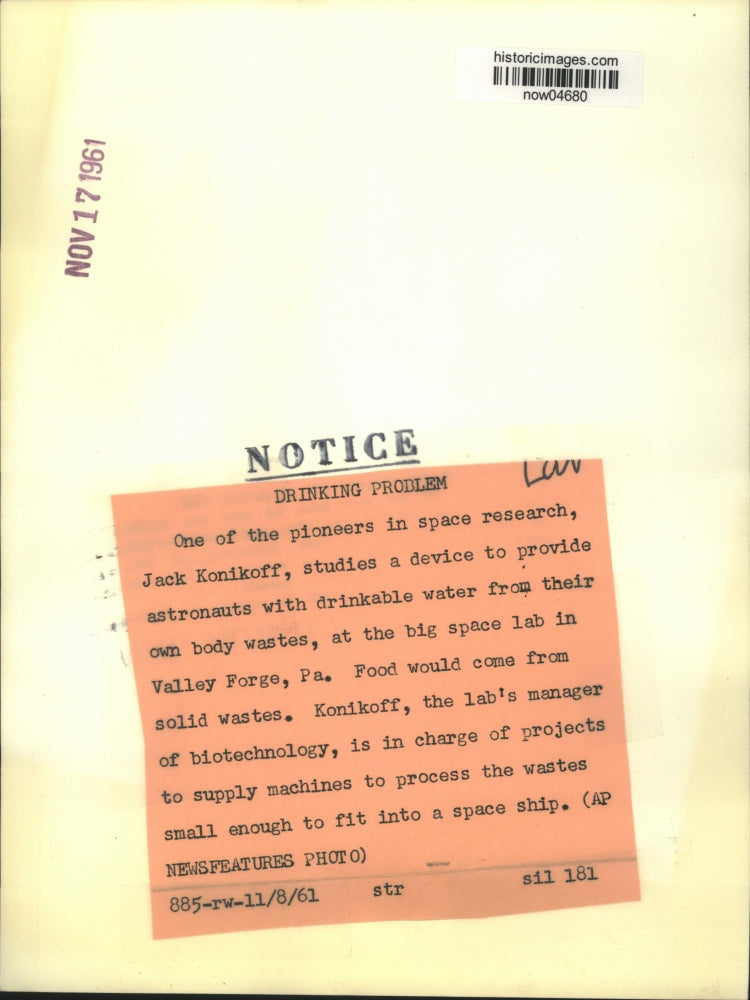 historicimages.com
now04680
NOV 17 1961
NOTICE
DRINKING PROBLEM
One of the pioneers in space research,
Jack Konikoff, studies a device to provide
astronauts with drinkable water from their
own body wastes, at the big space lab in
Valley Forge, Pa. Food would come from
solid wastes. Konikoff, the lab's manager
of biotechnology, is in charge of projects
to supply machines to process the wastes
small enough to fit into a space ship. (AP
NEWSFEATURES PHOTO)
885-rw-11/8/61 str sil 181